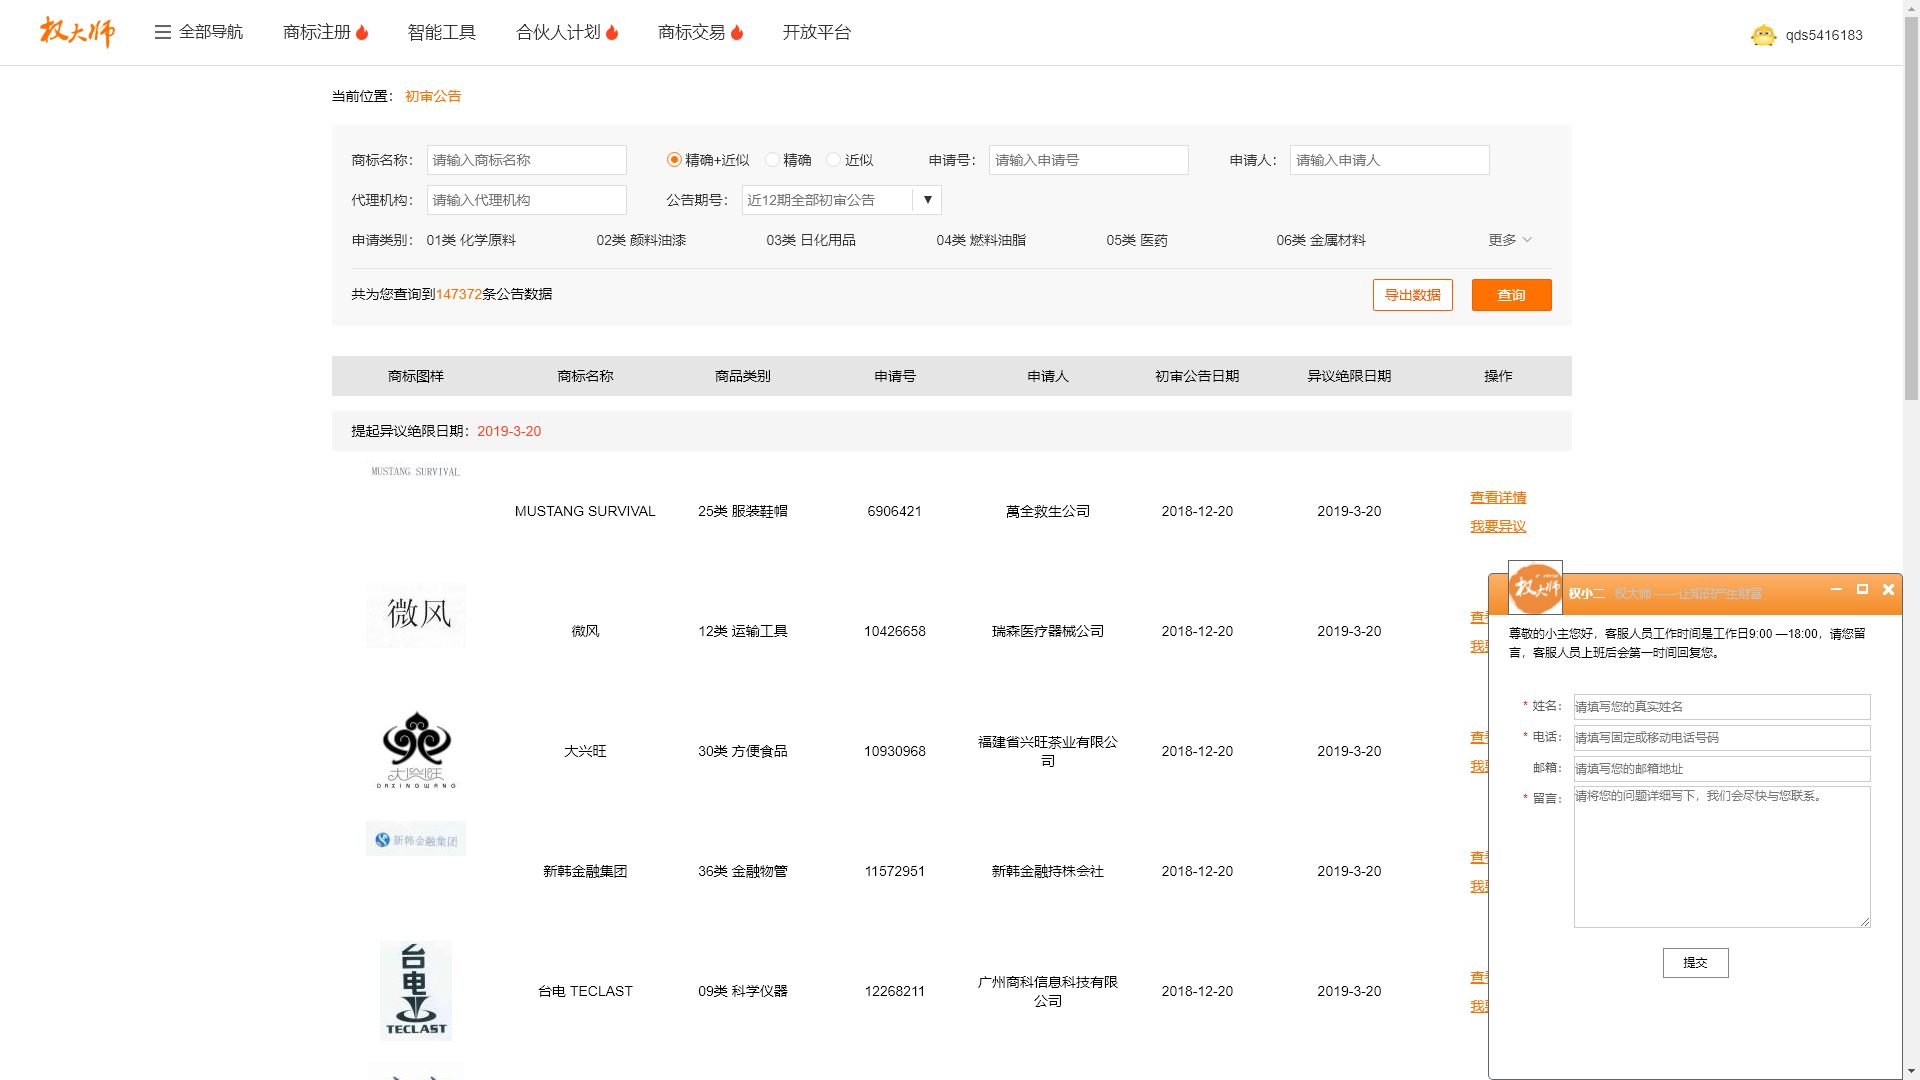 权大师 全部导航 商标注册 智能工具 合伙人计划 商标交易 开放平台 qds5416183
当前位置： 初审公告
商标名称： 请输入商标名称 精确+近似 精确 近似 申请号： 请输入申请号 申请人： 请输入申请人
代理机构： 请输入代理机构 公告期号： 近12期全部初审公告 ▼
申请类别： 01类 化学原料 02类 颜料油漆 03类 日化用品 04类 燃料油脂 05类 医药 06类 金属材料 更多
共为您查询到147372条公告数据 导出数据 查询
商标图样 商标名称 商品类别 申请号 申请人 初审公告日期 异议绝限日期 操作
提起异议绝限日期：2019-3-20
MUSTANG SURVIVAL
MUSTANG SURVIVAL 25类 服装鞋帽 6906421 萬全救生公司 2018-12-20 2019-3-20 查看详情
我要异议
微风
微风 12类 运输工具 10426658 瑞森医疗器械公司 2018-12-20 2019-3-20 查
我
大兴旺
DAXINGWANG
大兴旺 30类 方便食品 10930968 福建省兴旺茶业有限公司 2018-12-20 2019-3-20 查
我
新韩金融集团
新韩金融集团 36类 金融物管 11572951 新韩金融持株会社 2018-12-20 2019-3-20 查
我
台电
TECLAST
台电 TECLAST 09类 科学仪器 12268211 广州商科信息科技有限公司 2018-12-20 2019-3-20 查
我
权大师 权小二 权大师 ——让知识产生财富
尊敬的小主您好，客服人员工作时间是工作日9:00 —18:00，请您留
言，客服人员上班后会第一时间回复您。
* 姓名： 请填写您的真实姓名
* 电话： 请填写固定或移动电话号码
邮箱： 请填写您的邮箱地址
* 留言： 请将您的问题详细写下，我们会尽快与您联系。
提交